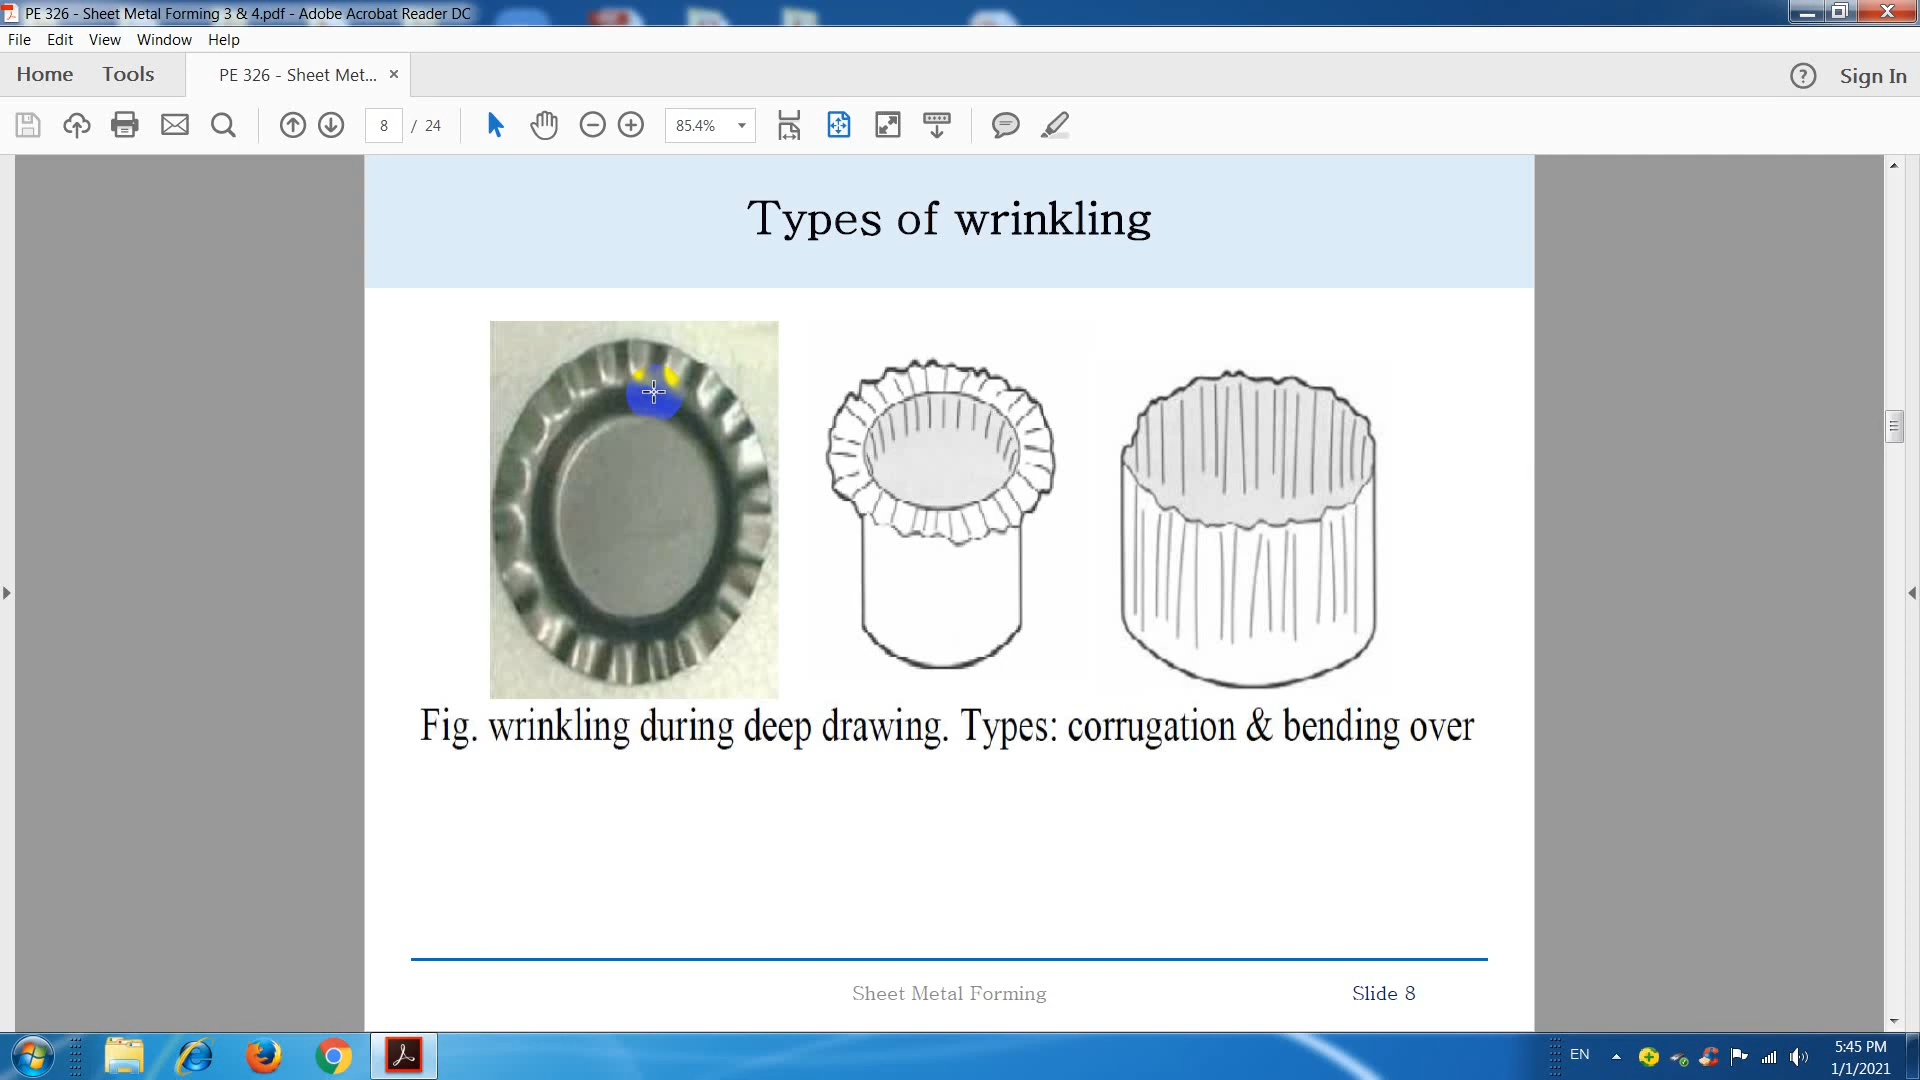 PE 326 - Sheet Metal Forming 3 & 4.pdf - Adobe Acrobat Reader DC
File Edit View Window Help
Home Tools PE 326 - Sheet Met... × ? Sign In
8 / 24 85.4%
Types of wrinkling
Fig. wrinkling during deep drawing. Types: corrugation & bending over
Sheet Metal Forming Slide 8
EN 5:45 PM
1/1/2021